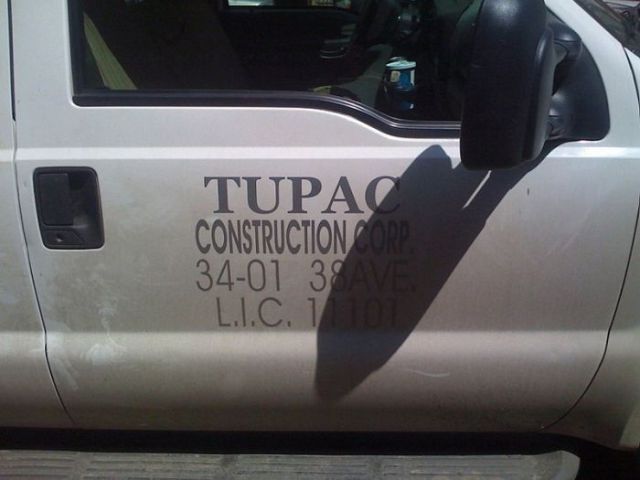 TUPAC
CONSTRUCTION CORP.
34-01 38AVE.
L.I.C. 11101